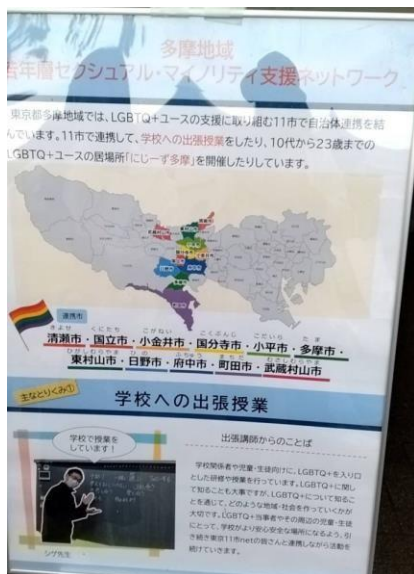 多摩地域
若年層セクシュアル・マイノリティ支援ネットワーク
東京都多摩地域では、LGBTQ+ユースの支援に取り組む11市で自治体連携を結
んでいます。11市で連携して、学校への出張授業をしたり、10代から23歳までの
LGBTQ+ユースの居場所「にじーず多摩」を開催したりしています。
連携市
きよせ くにたち こがねい こくぶんじ こだいら たま
清瀬市・国立市・小金井市・国分寺市・小平市・多摩市・
ひがしむらやま ひの ふちゅう まちだ むさしむらやま
東村山市・日野市・府中市・町田市・武蔵村山市
主なとりくみ①
学校への出張授業
学校で授業を
しています!
シゲ先生
出張講師からのことば
学校関係者や児童・生徒向けに、LGBTQ+を入り口
とした研修や授業を行っています。LGBTQ+に関し
て知ることも大事ですが、LGBTQ+について知るこ
とを通じて、どのような地域・社会を作っていくかが
大切です。LGBTQ+当事者やその周辺の児童・生徒
にとって、学校がより安心安全な場所になるよう、引
き続き東京11市netの皆さんと連携しながら活動を
続けていきます。